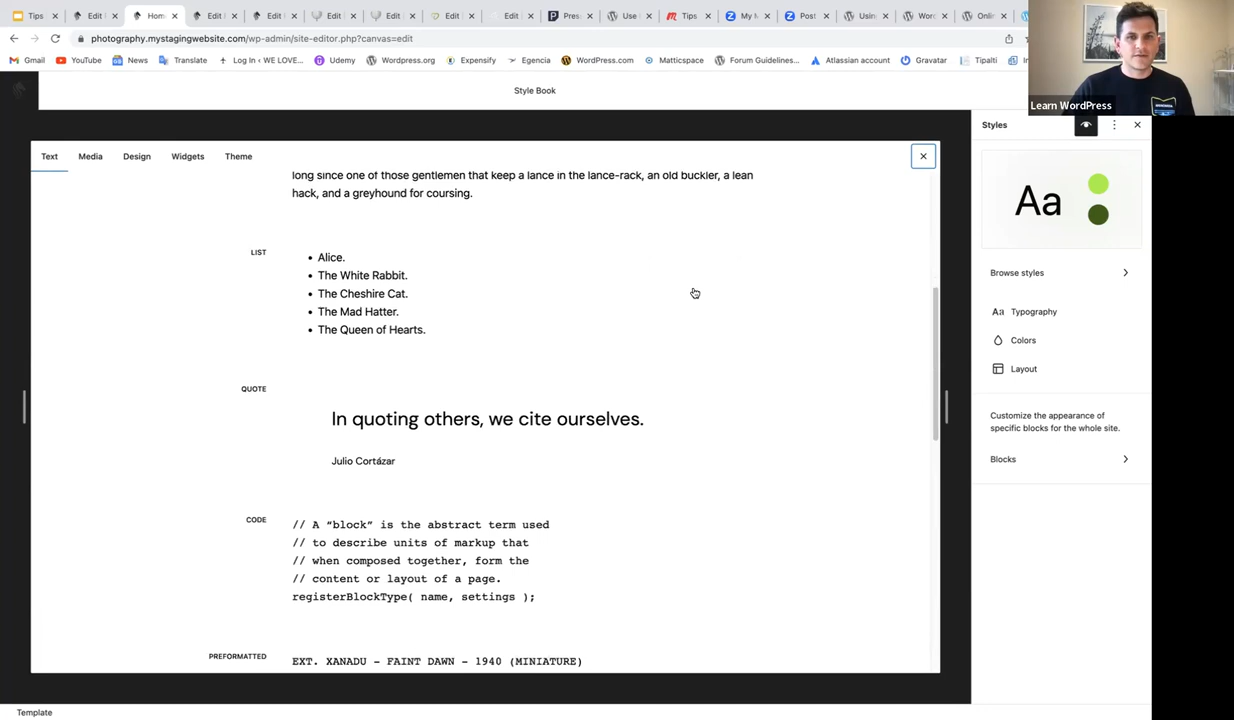 Tips
Edit
Hom
Edit
Edit
Edit
Edit
Edit
Edit
Pres
Use
Tips
My
Post
Using
Wor
Onlin
photography.mystagingwebsite.com/wp-admin/site-editor.php?canvas=edit
Gmail
YouTube
News
Translate
Log In ‹ WE LOVE...
Udemy
Wordpress.org
Expensify
Egencia
WordPress.com
Matticspace
Forum Guidelines...
Atlassian account
Gravatar
Tipalti
Learn WordPress
Style Book
Styles
Text
Media
Design
Widgets
Theme
long since one of those gentlemen that keep a lance in the lance-rack, an old buckler, a lean
hack, and a greyhound for coursing.
LIST
• Alice.
• The White Rabbit.
• The Cheshire Cat.
• The Mad Hatter.
• The Queen of Hearts.
QUOTE
In quoting others, we cite ourselves.
Julio Cortázar
CODE
// A “block” is the abstract term used
// to describe units of markup that
// when composed together, form the
// content or layout of a page.
registerBlockType( name, settings );
PREFORMATTED
EXT. XANADU - FAINT DAWN - 1940 (MINIATURE)
Aa
Browse styles
Aa Typography
Colors
Layout
Customize the appearance of
specific blocks for the whole site.
Blocks
Template